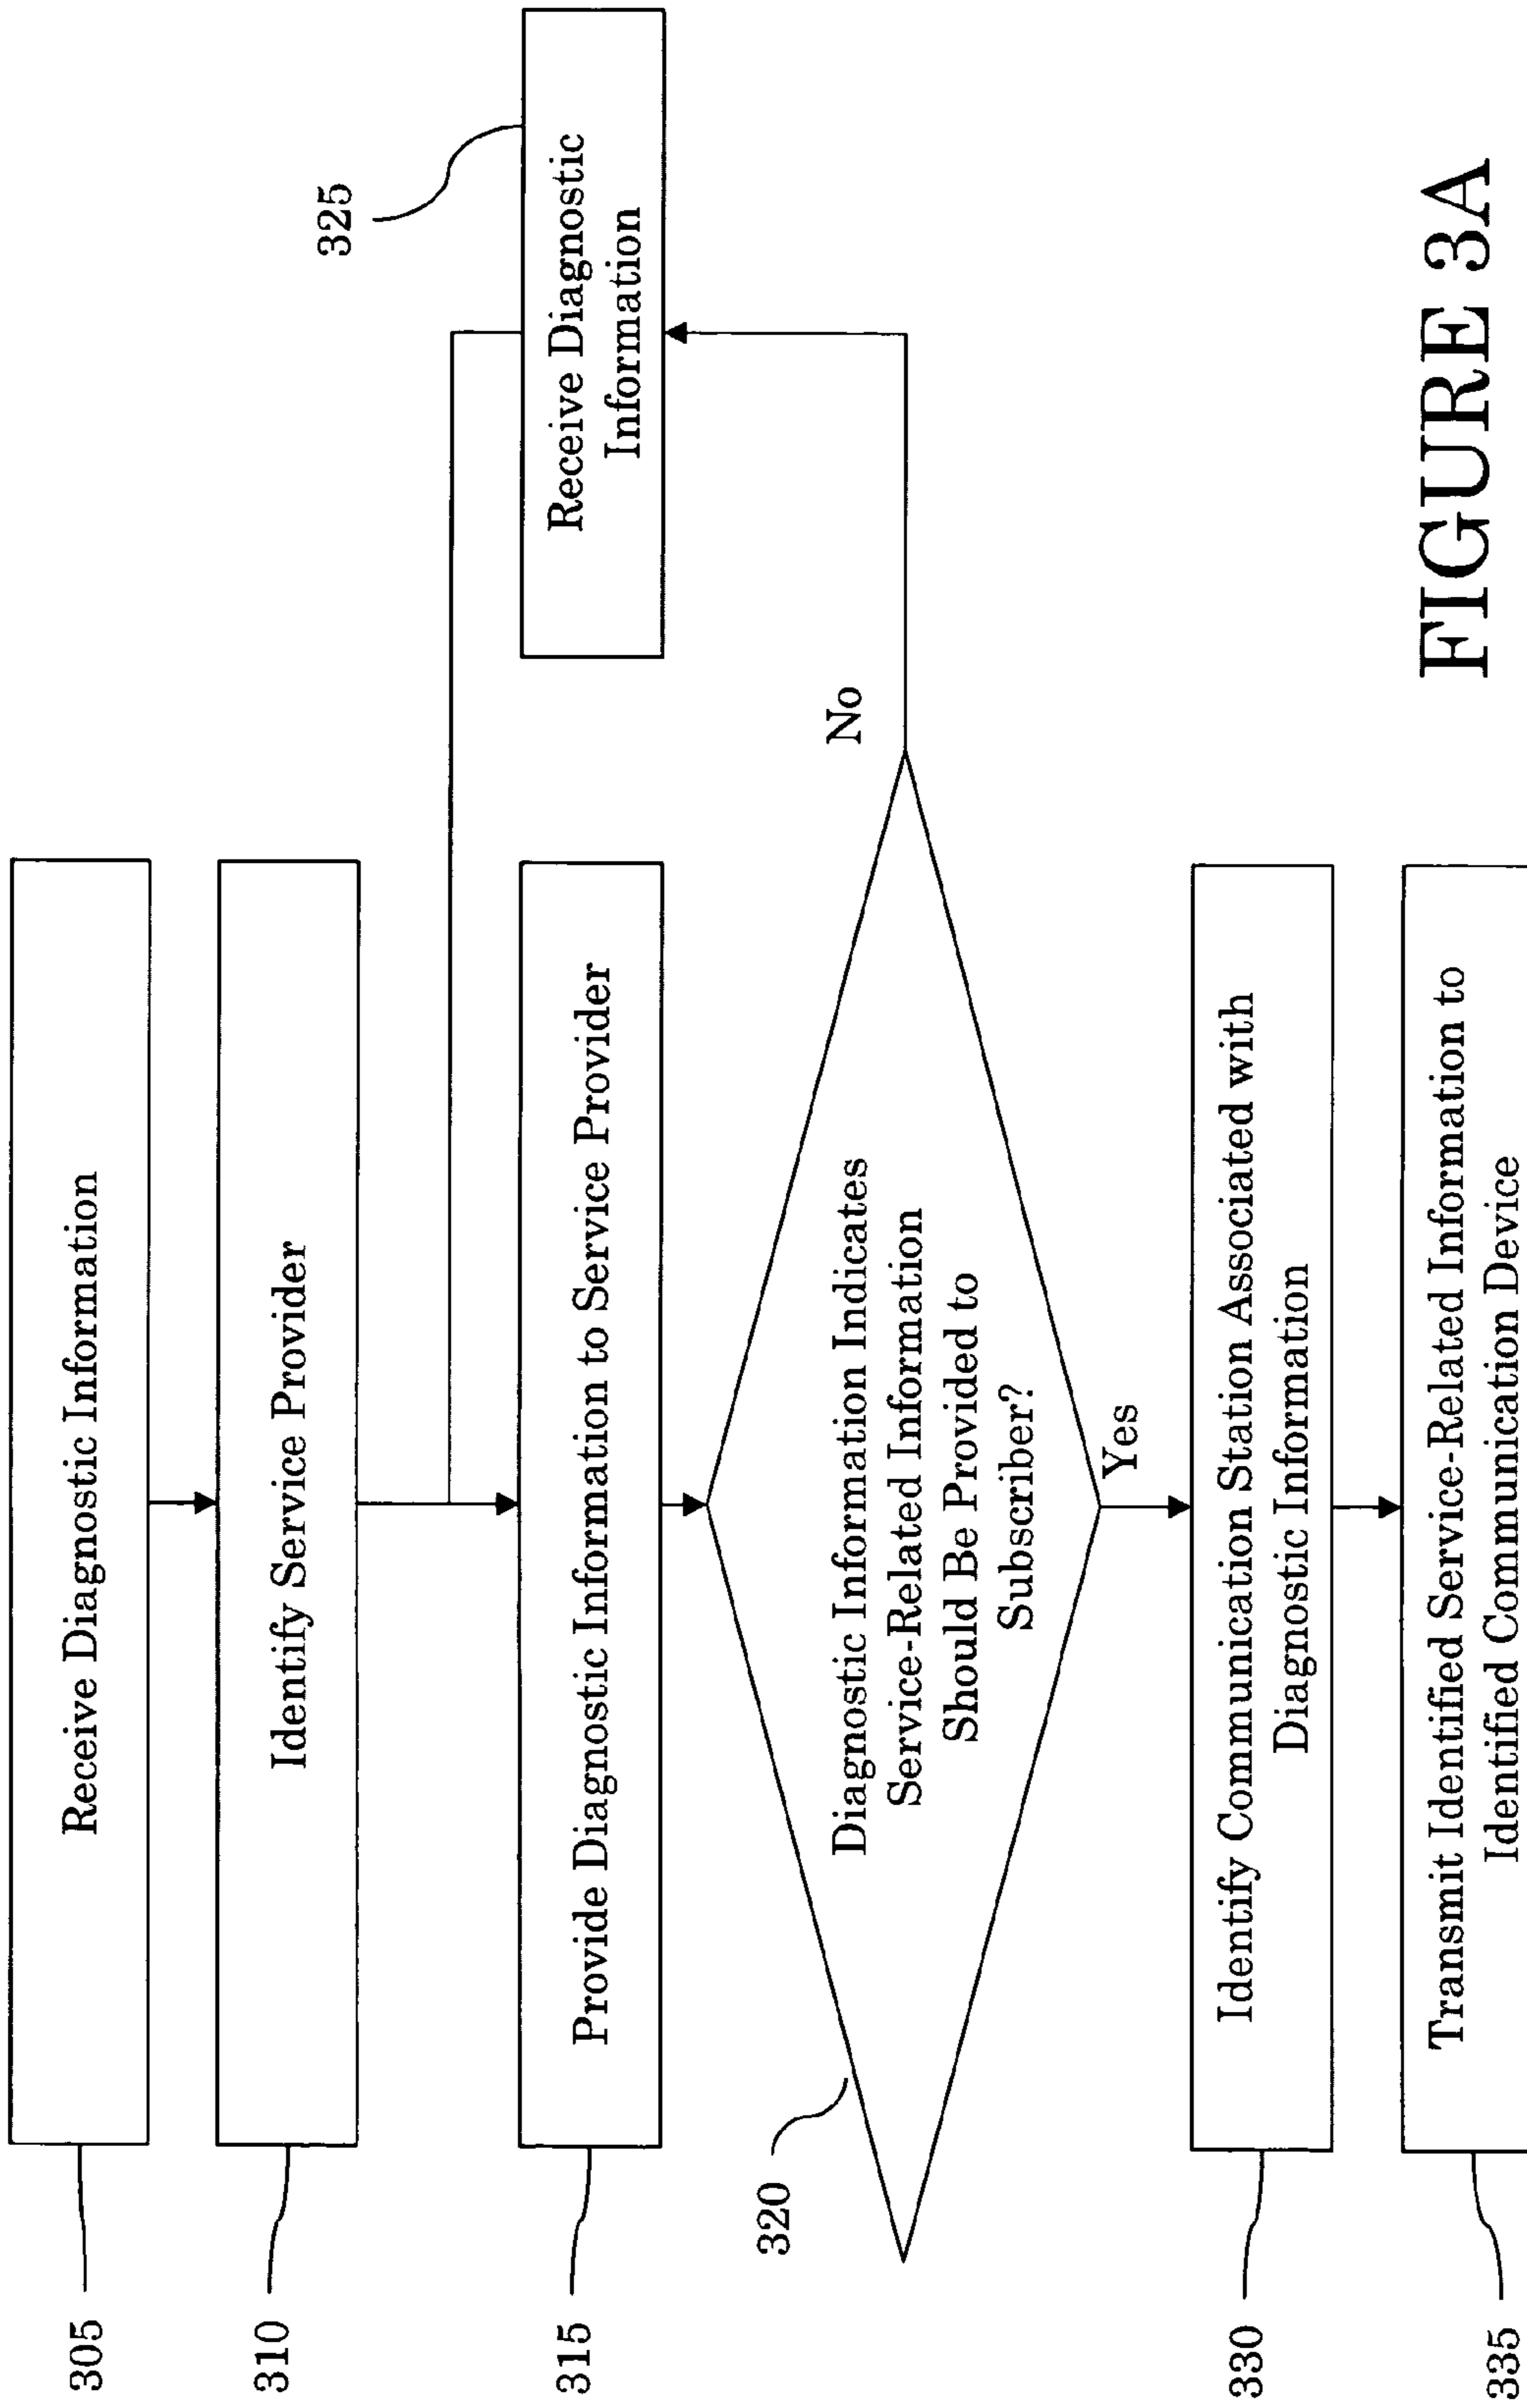 305
Receive Diagnostic Information
310
Identify Service Provider
325
Receive Diagnostic
Information
315
Provide Diagnostic Information to Service Provider
320
Diagnostic Information Indicates
Service-Related Information
Should Be Provided to
Subscriber?
No
Yes
330
Identify Communication Station Associated with
Diagnostic Information
335
Transmit Identified Service-Related Information to
Identified Communication Device
FIGURE 3A